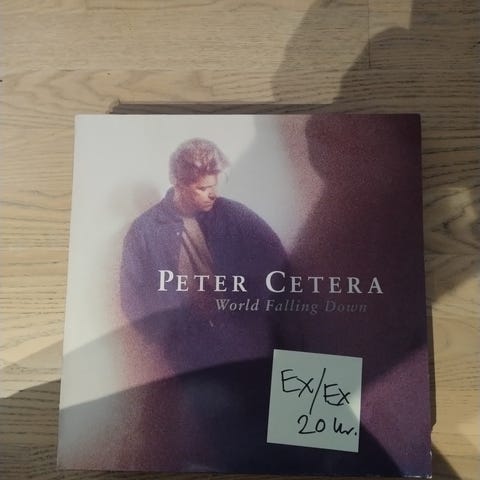 PETER CETERA
World Falling Down
EX/EX
20 kr.